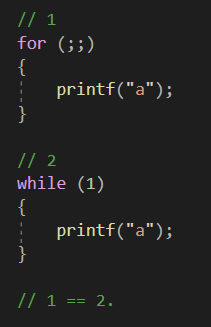 // 1
for (;;)
{
    printf("a");
}

// 2
while (1)
{
    printf("a");
}

// 1 == 2.